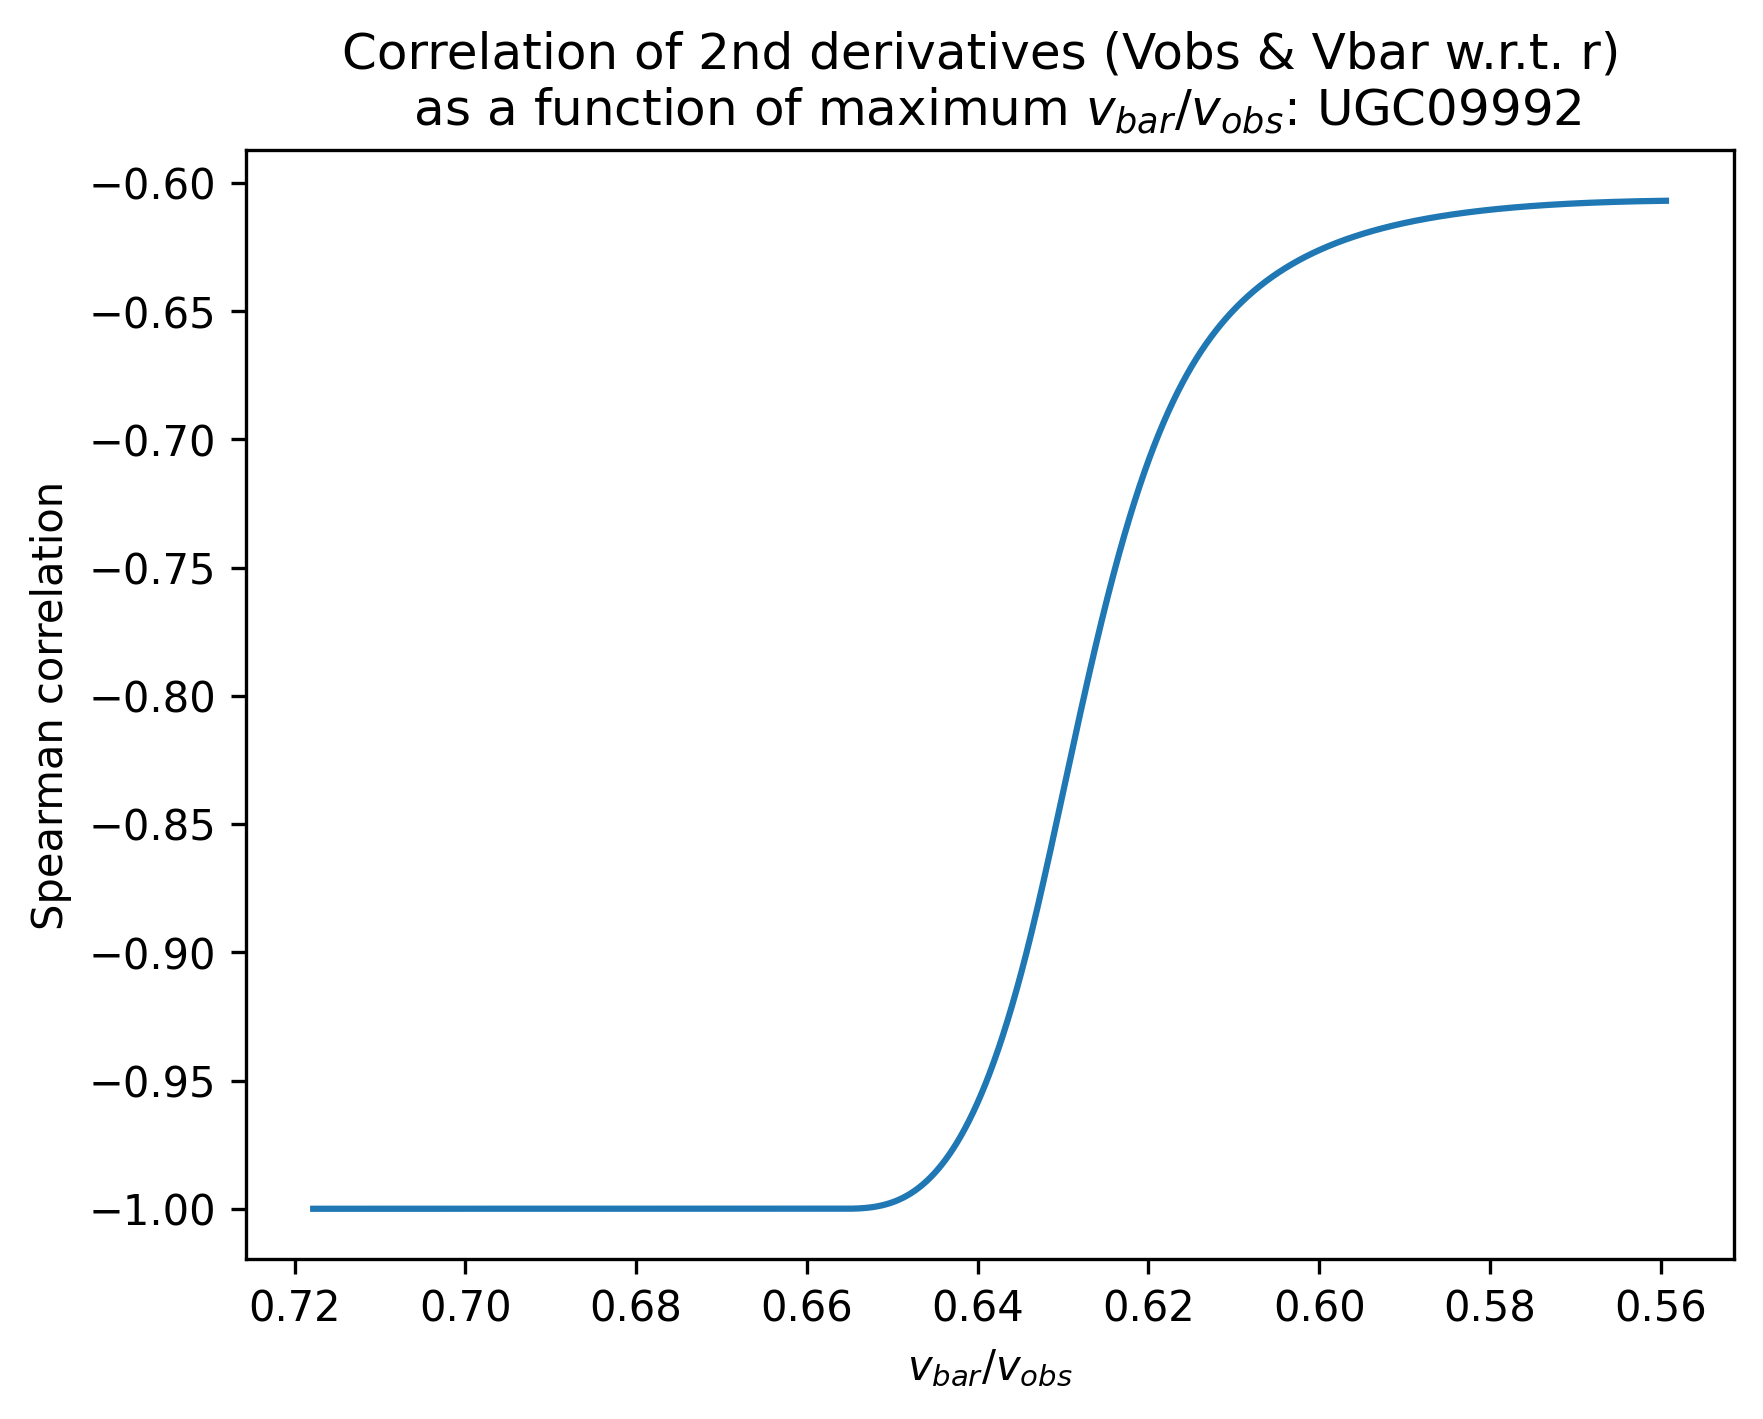 Correlation of 2nd derivatives (Vobs & Vbar w.r.t. r)
as a function of maximum v_bar/v_obs: UGC09992
Spearman correlation
−0.60
−0.65
−0.70
−0.75
−0.80
−0.85
−0.90
−0.95
−1.00
0.72 0.70 0.68 0.66 0.64 0.62 0.60 0.58 0.56
v_bar/v_obs